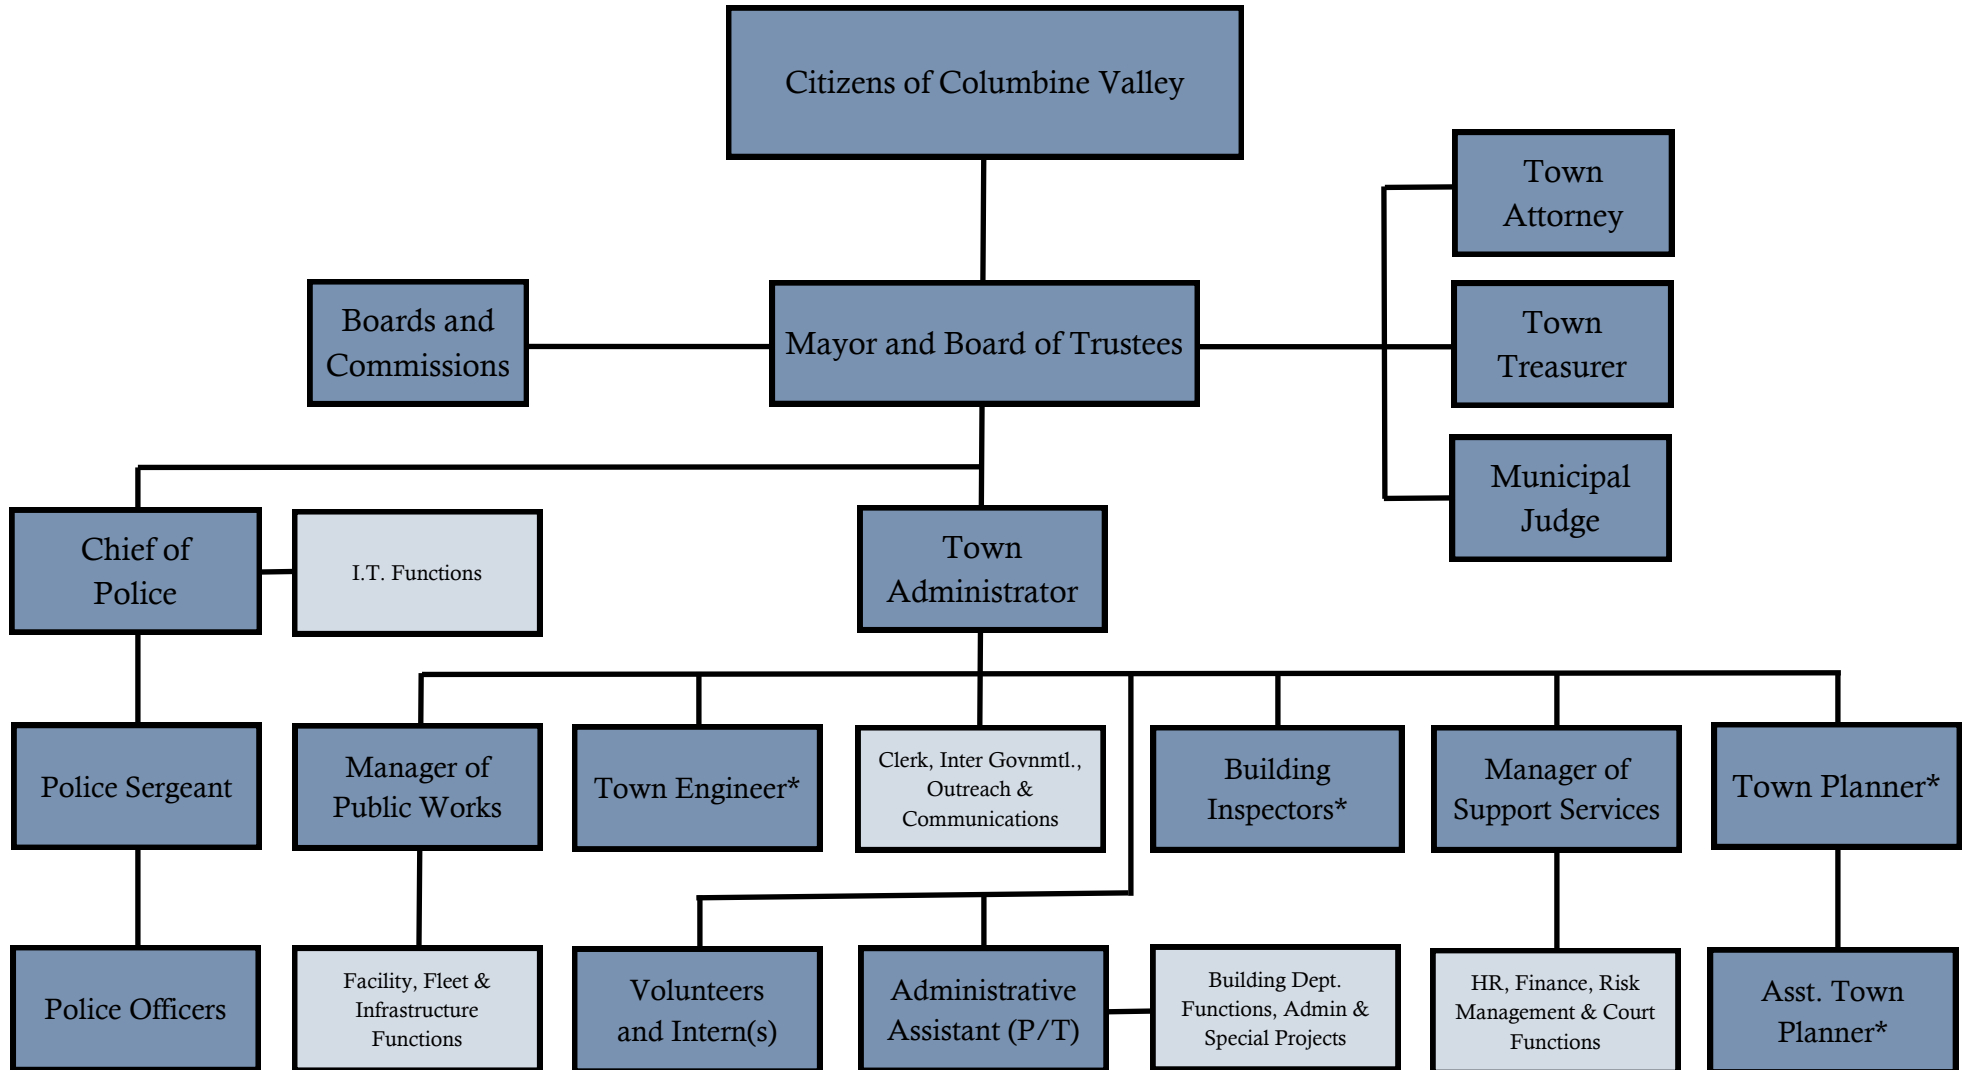 Citizens of Columbine Valley
Town
Attorney
Boards and
Commissions
Mayor and Board of Trustees
Town
Treasurer
Municipal
Judge
Chief of
Police
I.T. Functions
Town
Administrator
Police Sergeant
Manager of
Public Works
Town Engineer*
Clerk, Inter Govnmtl.,
Outreach &
Communications
Building
Inspectors*
Manager of
Support Services
Town Planner*
Police Officers
Facility, Fleet &
Infrastructure
Functions
Volunteers
and Intern(s)
Administrative
Assistant (P/T)
Building Dept.
Functions, Admin &
Special Projects
HR, Finance, Risk
Management & Court
Functions
Asst. Town
Planner*